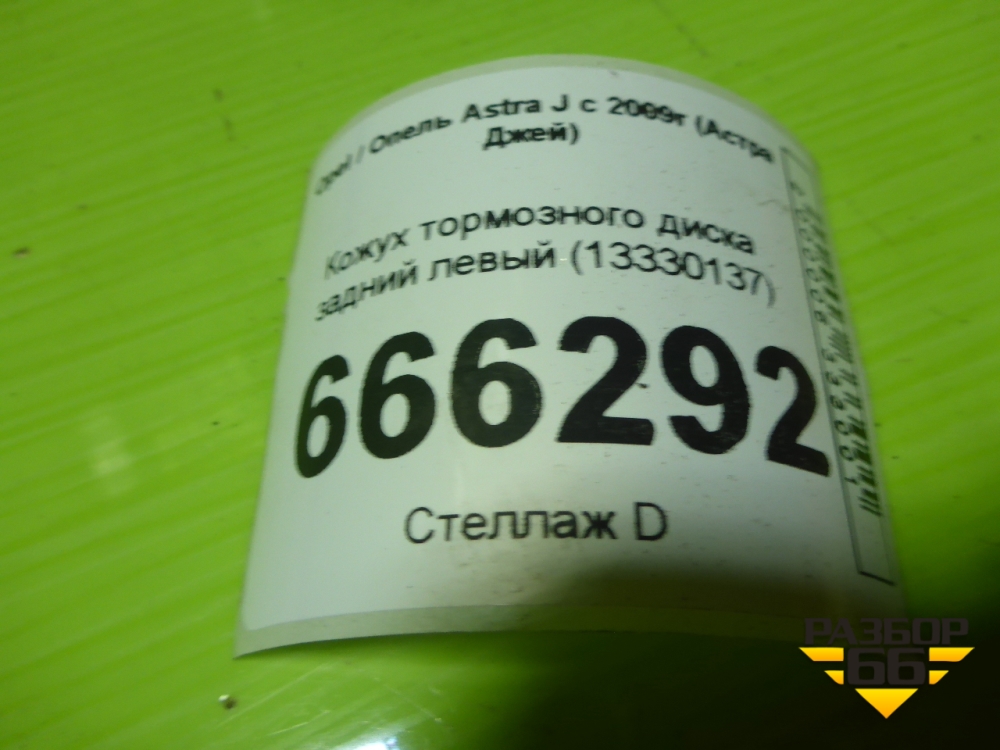 Opel / Опель Astra J с 2009г (Астра
Джей)
Кожух тормозного диска
задний левый (13330137)
666292
Стеллаж D
РАЗБОР
66